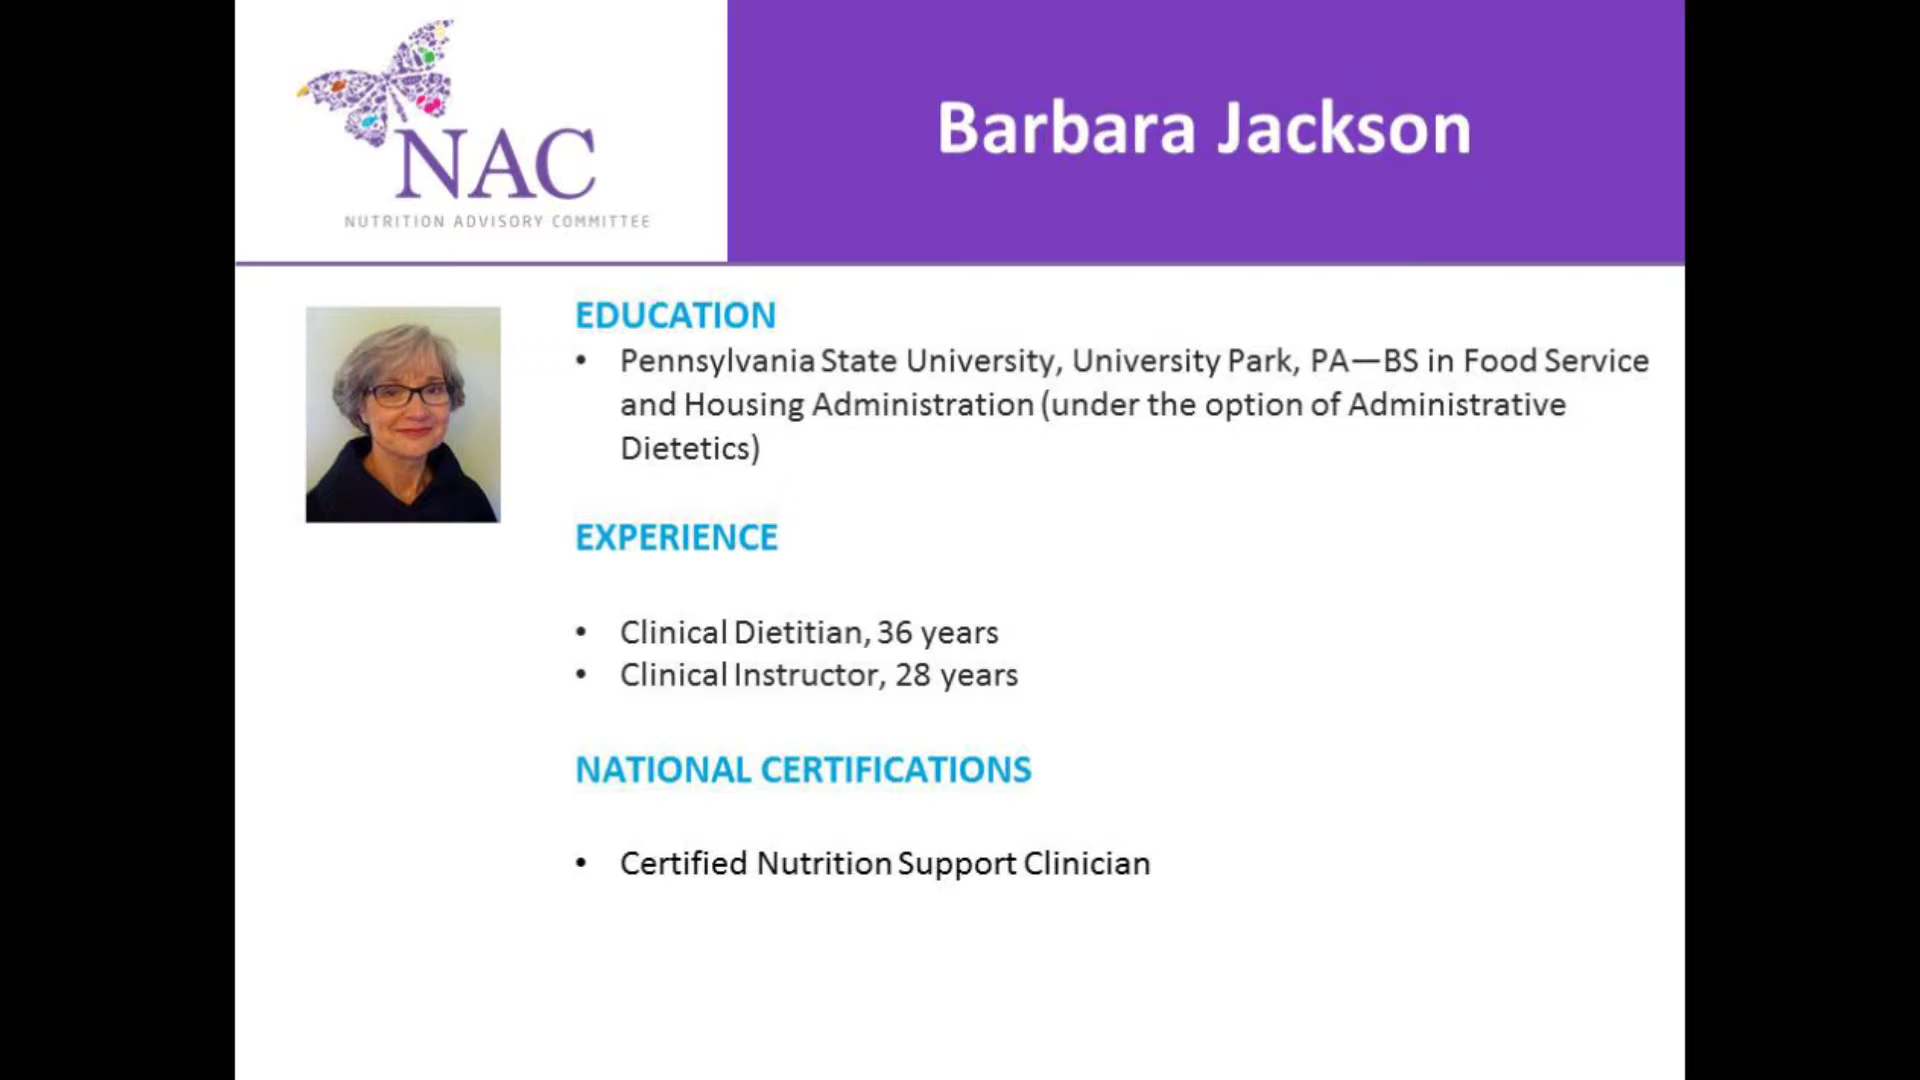 NAC
NUTRITION ADVISORY COMMITTEE
Barbara Jackson
EDUCATION
• Pennsylvania State University, University Park, PA—BS in Food Service
and Housing Administration (under the option of Administrative
Dietetics)
EXPERIENCE
• Clinical Dietitian, 36 years
• Clinical Instructor, 28 years
NATIONAL CERTIFICATIONS
• Certified Nutrition Support Clinician